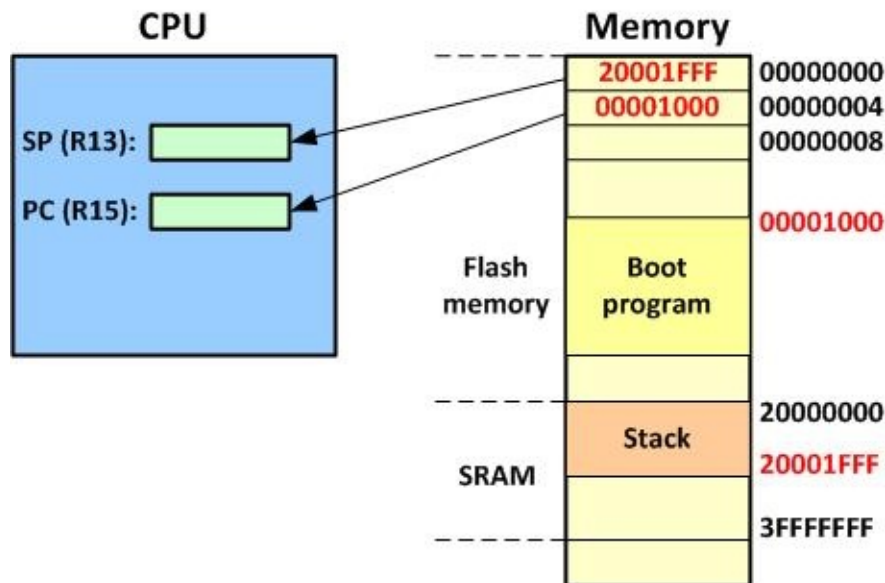 CPU
Memory
20001FFF
00000000
SP (R13):
00001000
00000004
00000008
PC (R15):
00001000
Flash
memory
Boot
program
20000000
Stack
20001FFF
SRAM
3FFFFFFF